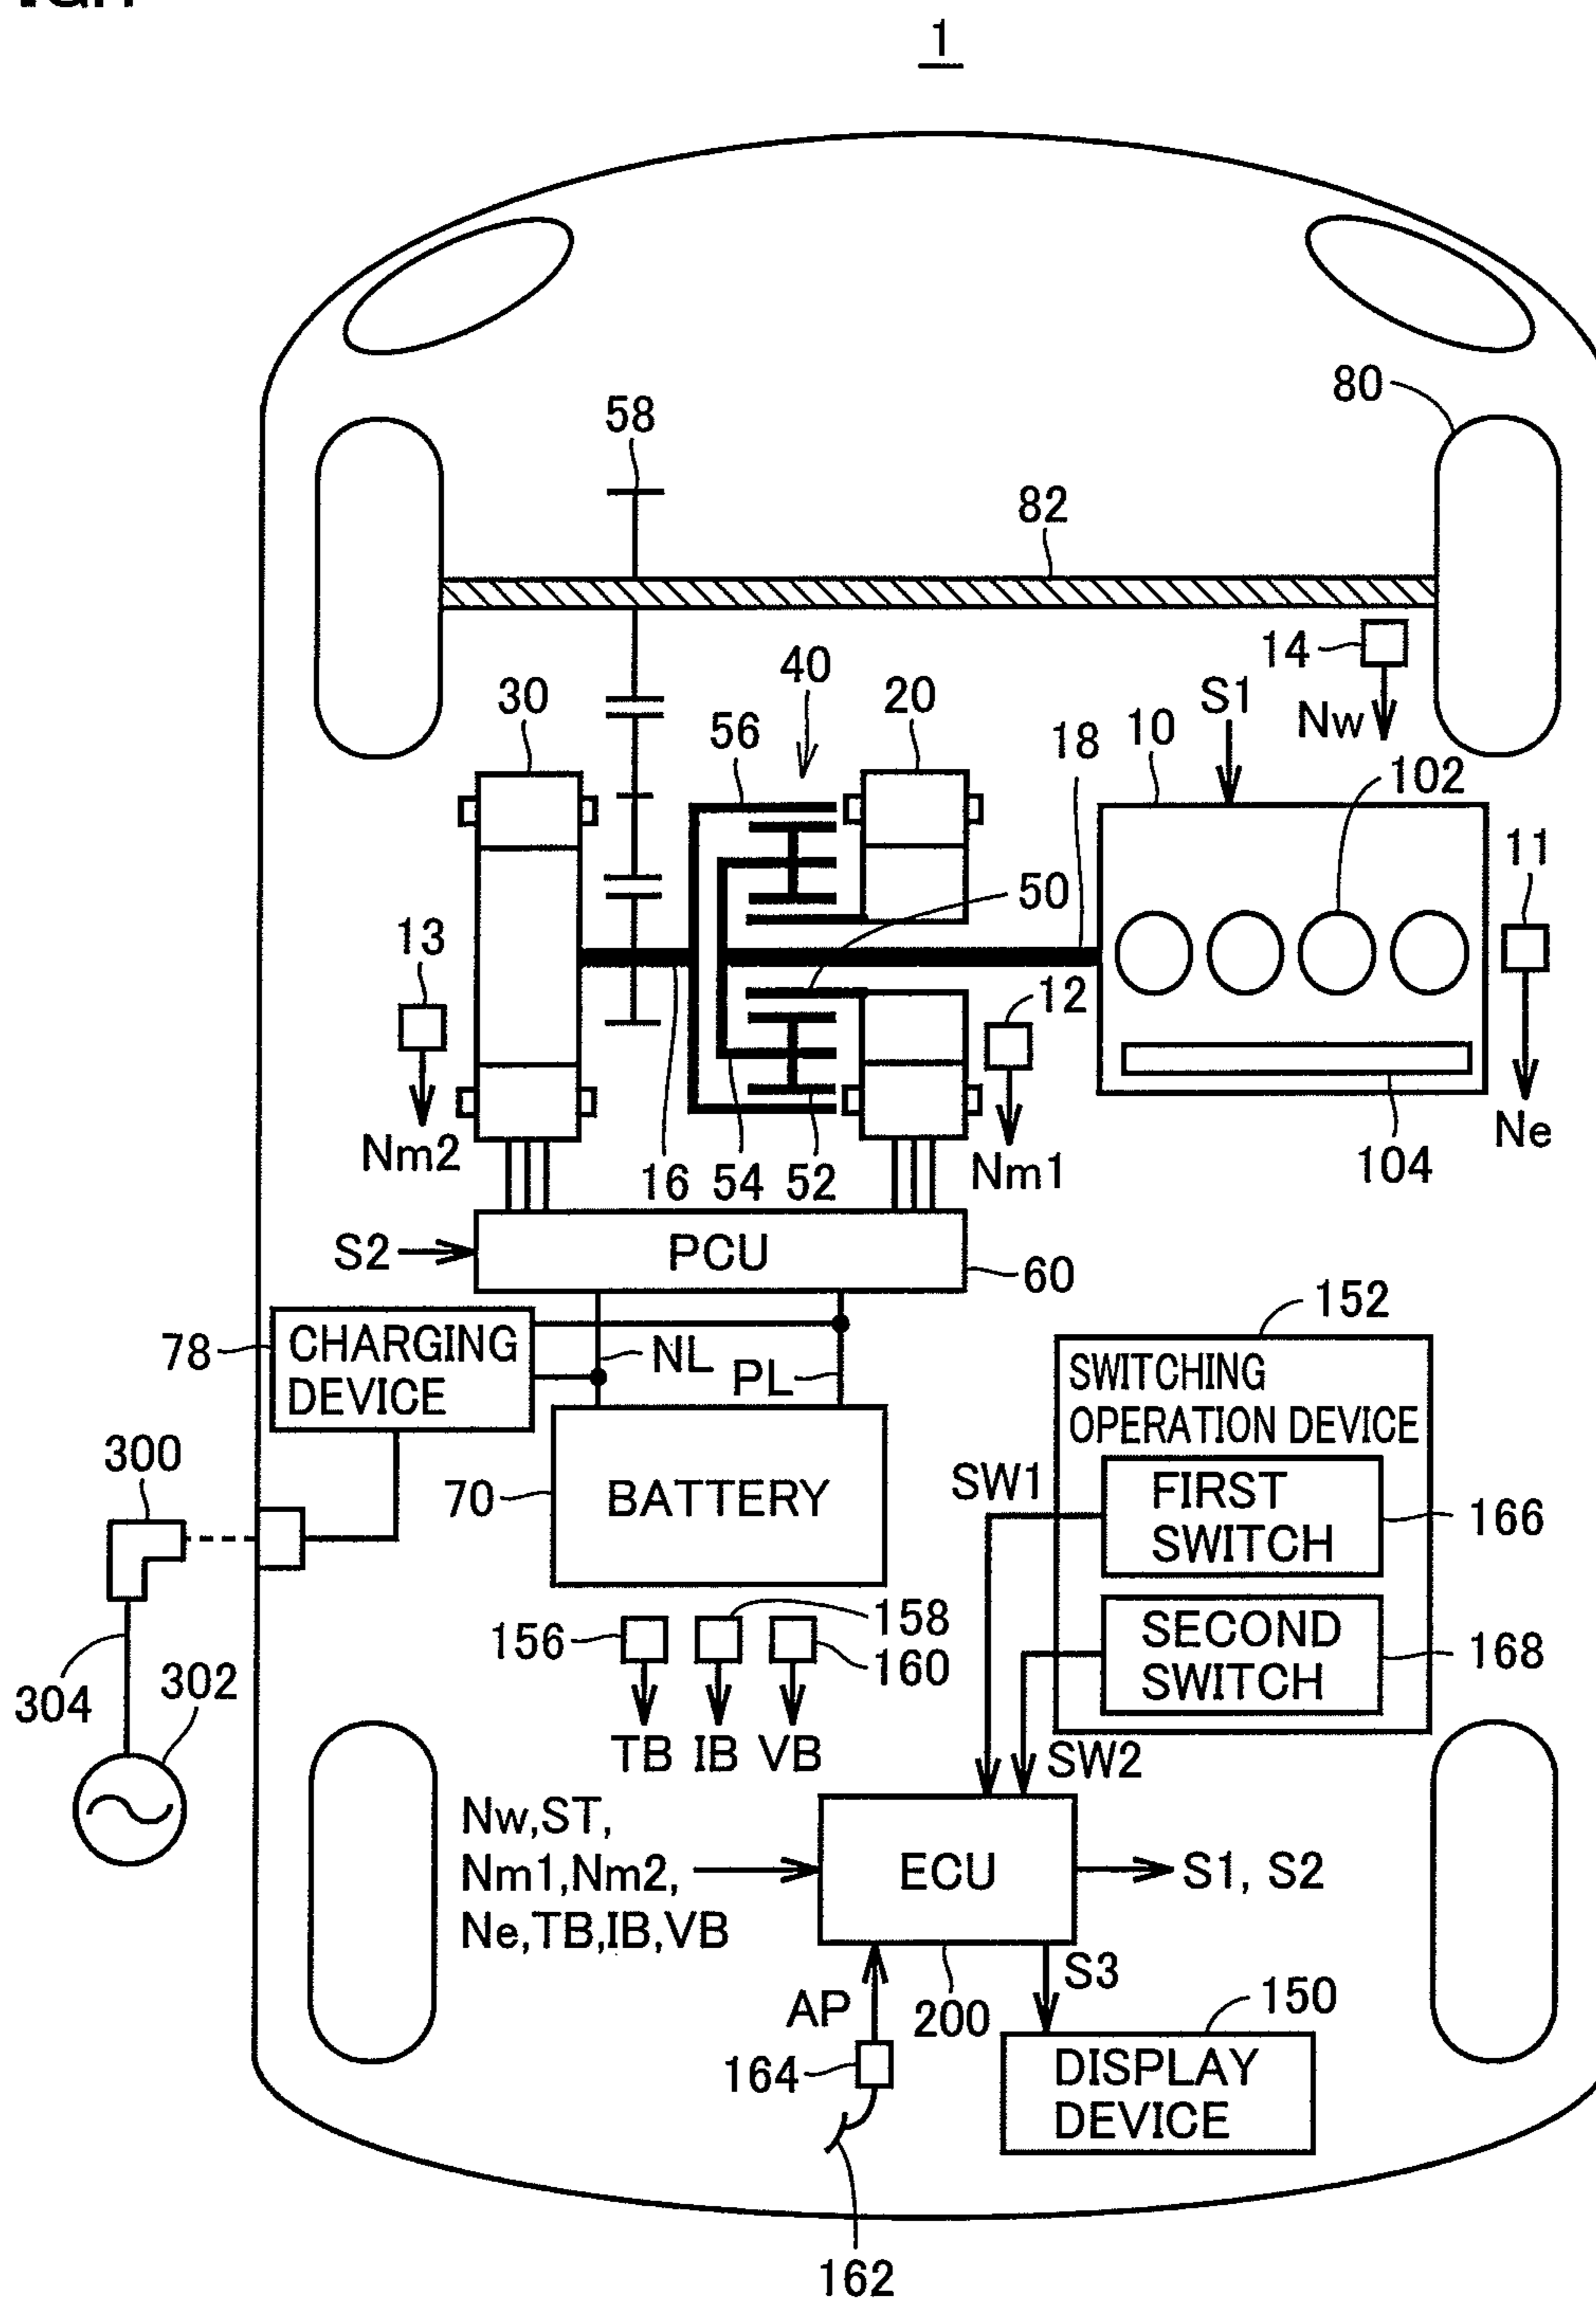 1
80
58
82
14
Nw
40
30
20
S1
56
10
18
102
11
50
13
12
Ne
Nm2
104
16 54 52
Nm1
S2
PCU
60
152
78
CHARGING
DEVICE
NL
PL
SWITCHING
OPERATION DEVICE
300
SW1
FIRST
SWITCH
166
70
BATTERY
158
156
160
SECOND
SWITCH
168
304
302
TB IB VB
SW2
Nw,ST,
Nm1,Nm2,
Ne,TB,IB,VB
ECU
S1, S2
S3
AP
200
150
164
DISPLAY
DEVICE
162